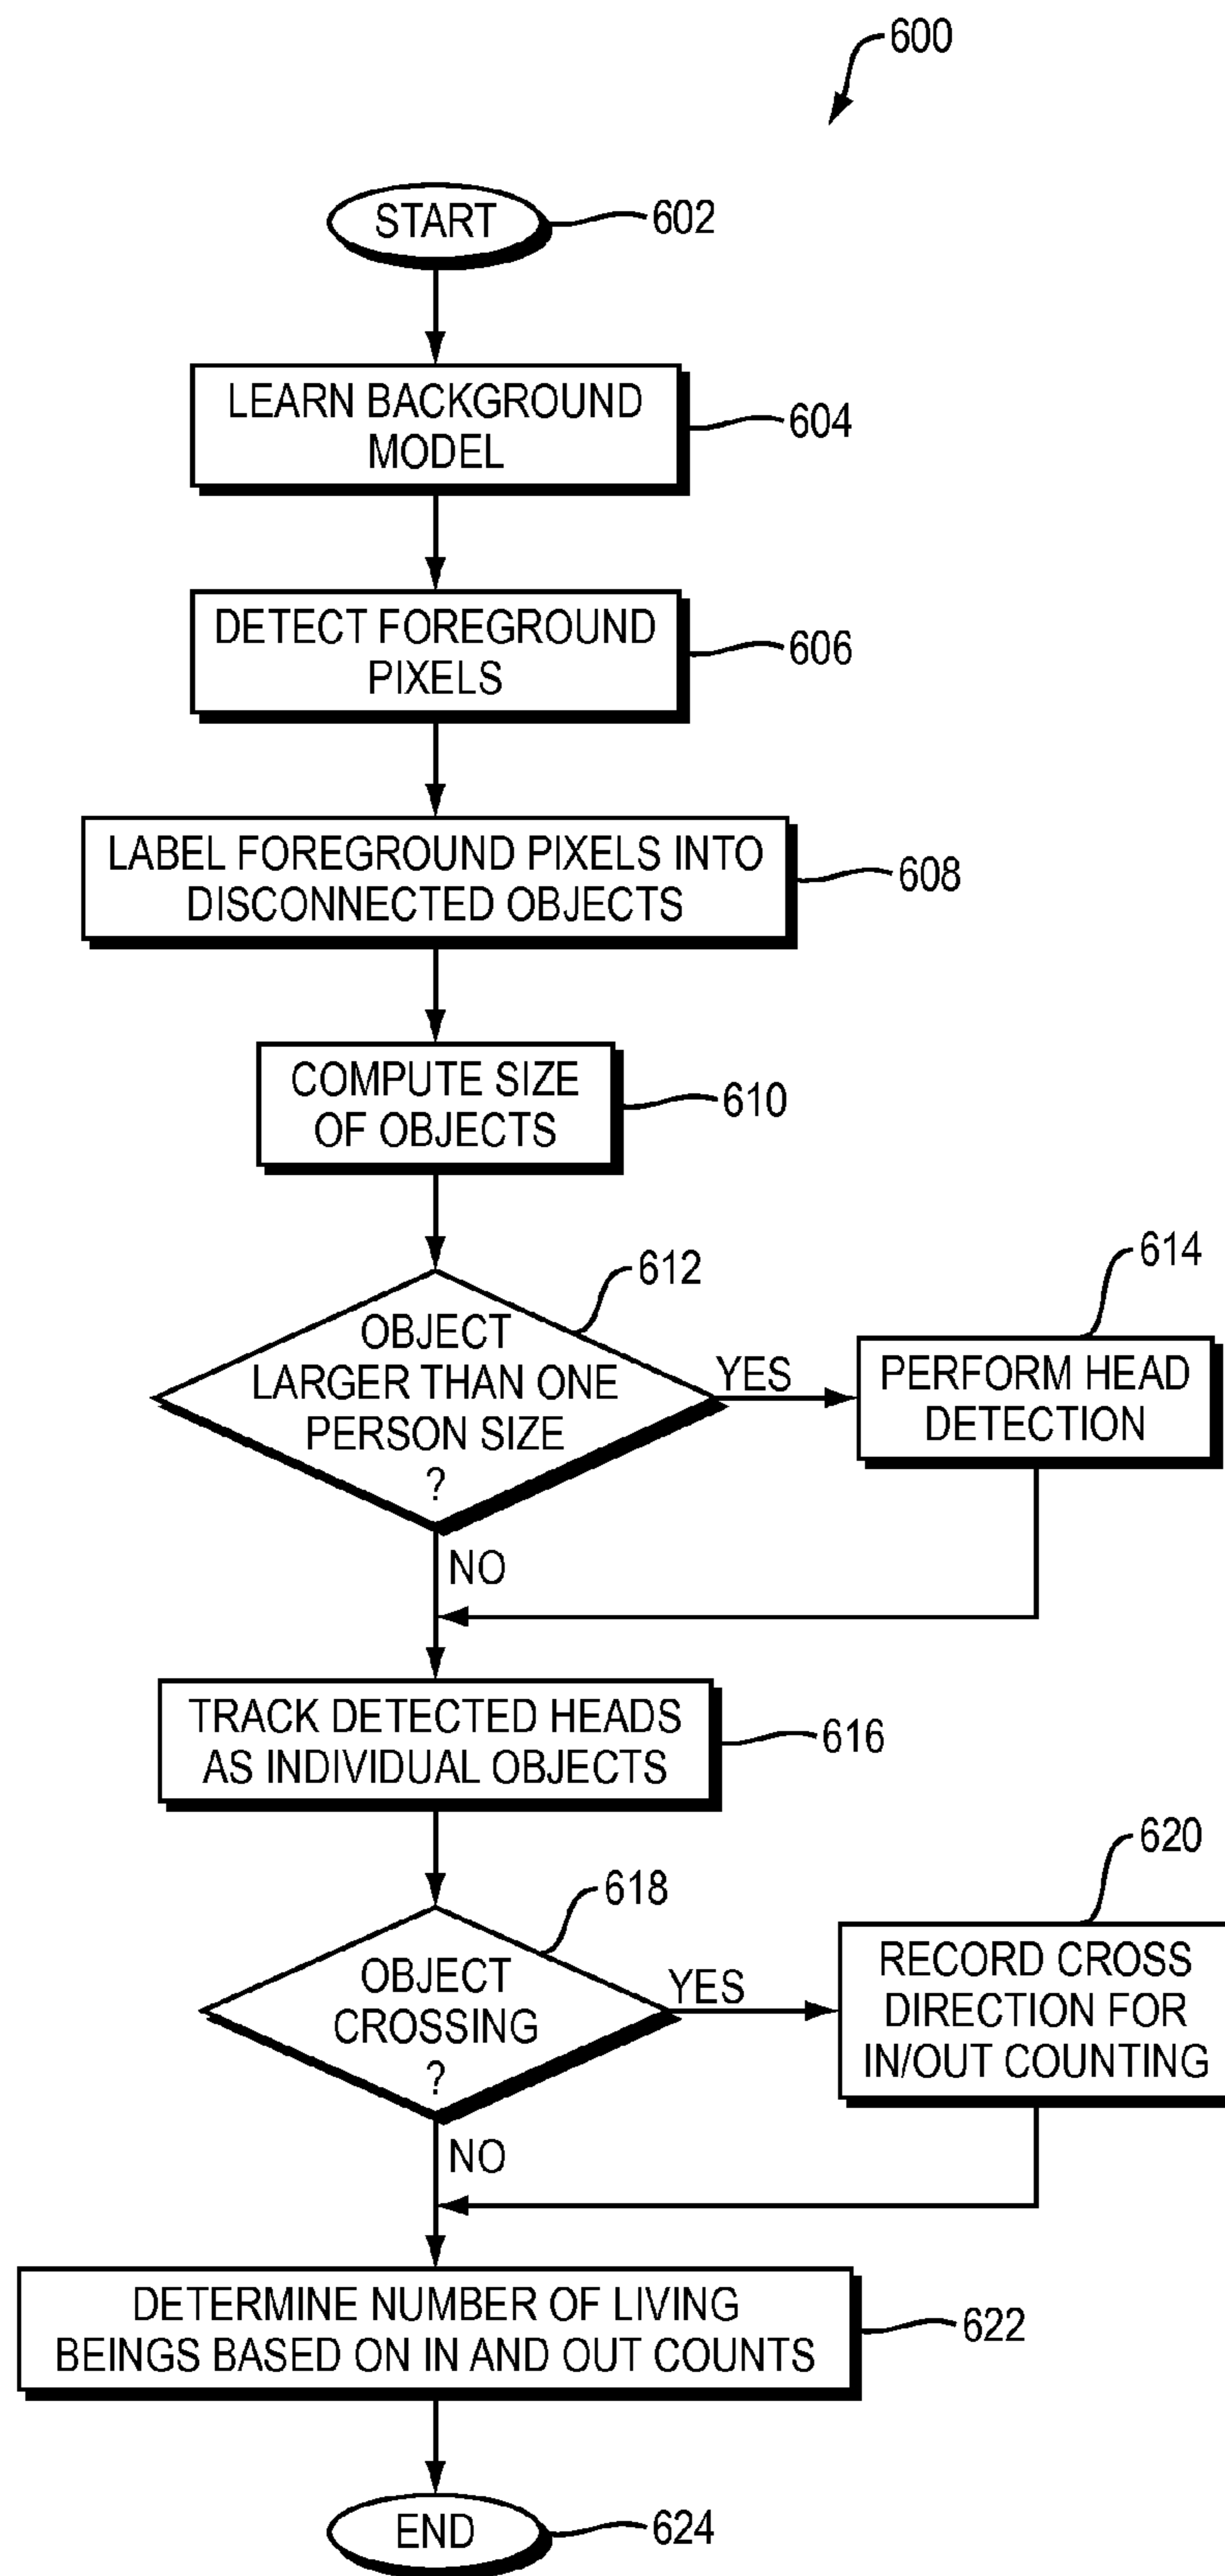 600
START
602
LEARN BACKGROUND
MODEL
604
DETECT FOREGROUND
PIXELS
606
LABEL FOREGROUND PIXELS INTO
DISCONNECTED OBJECTS
608
COMPUTE SIZE
OF OBJECTS
610
612
OBJECT
LARGER THAN ONE
PERSON SIZE
?
YES
614
PERFORM HEAD
DETECTION
NO
TRACK DETECTED HEADS
AS INDIVIDUAL OBJECTS
616
618
OBJECT
CROSSING
?
YES
620
RECORD CROSS
DIRECTION FOR
IN/OUT COUNTING
NO
DETERMINE NUMBER OF LIVING
BEINGS BASED ON IN AND OUT COUNTS
622
END
624